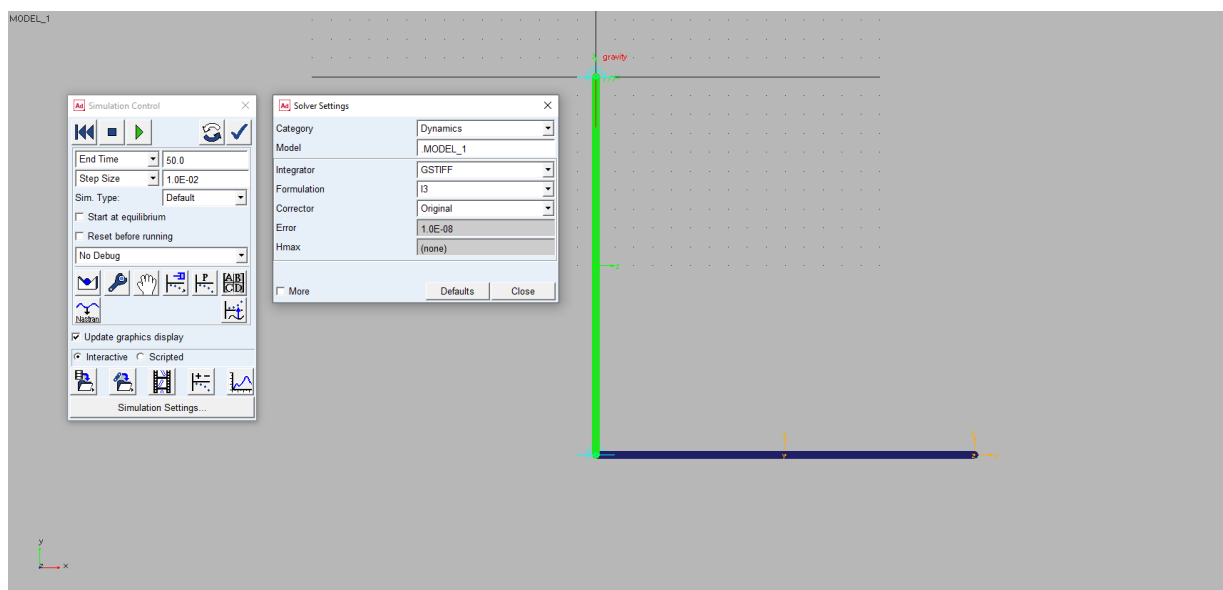 MODEL_1
gravity
Ad Simulation Control
End Time 50.0
Step Size 1.0E-02
Sim. Type: Default
Start at equilibrium
Reset before running
No Debug
P A B C D
Nastran
Update graphics display
Interactive Scripted
Simulation Settings...
Ad Solver Settings
Category Dynamics
Model .MODEL_1
Integrator GSTIFF
Formulation I3
Corrector Original
Error 1.0E-08
Hmax (none)
More Defaults Close
z
y
z x